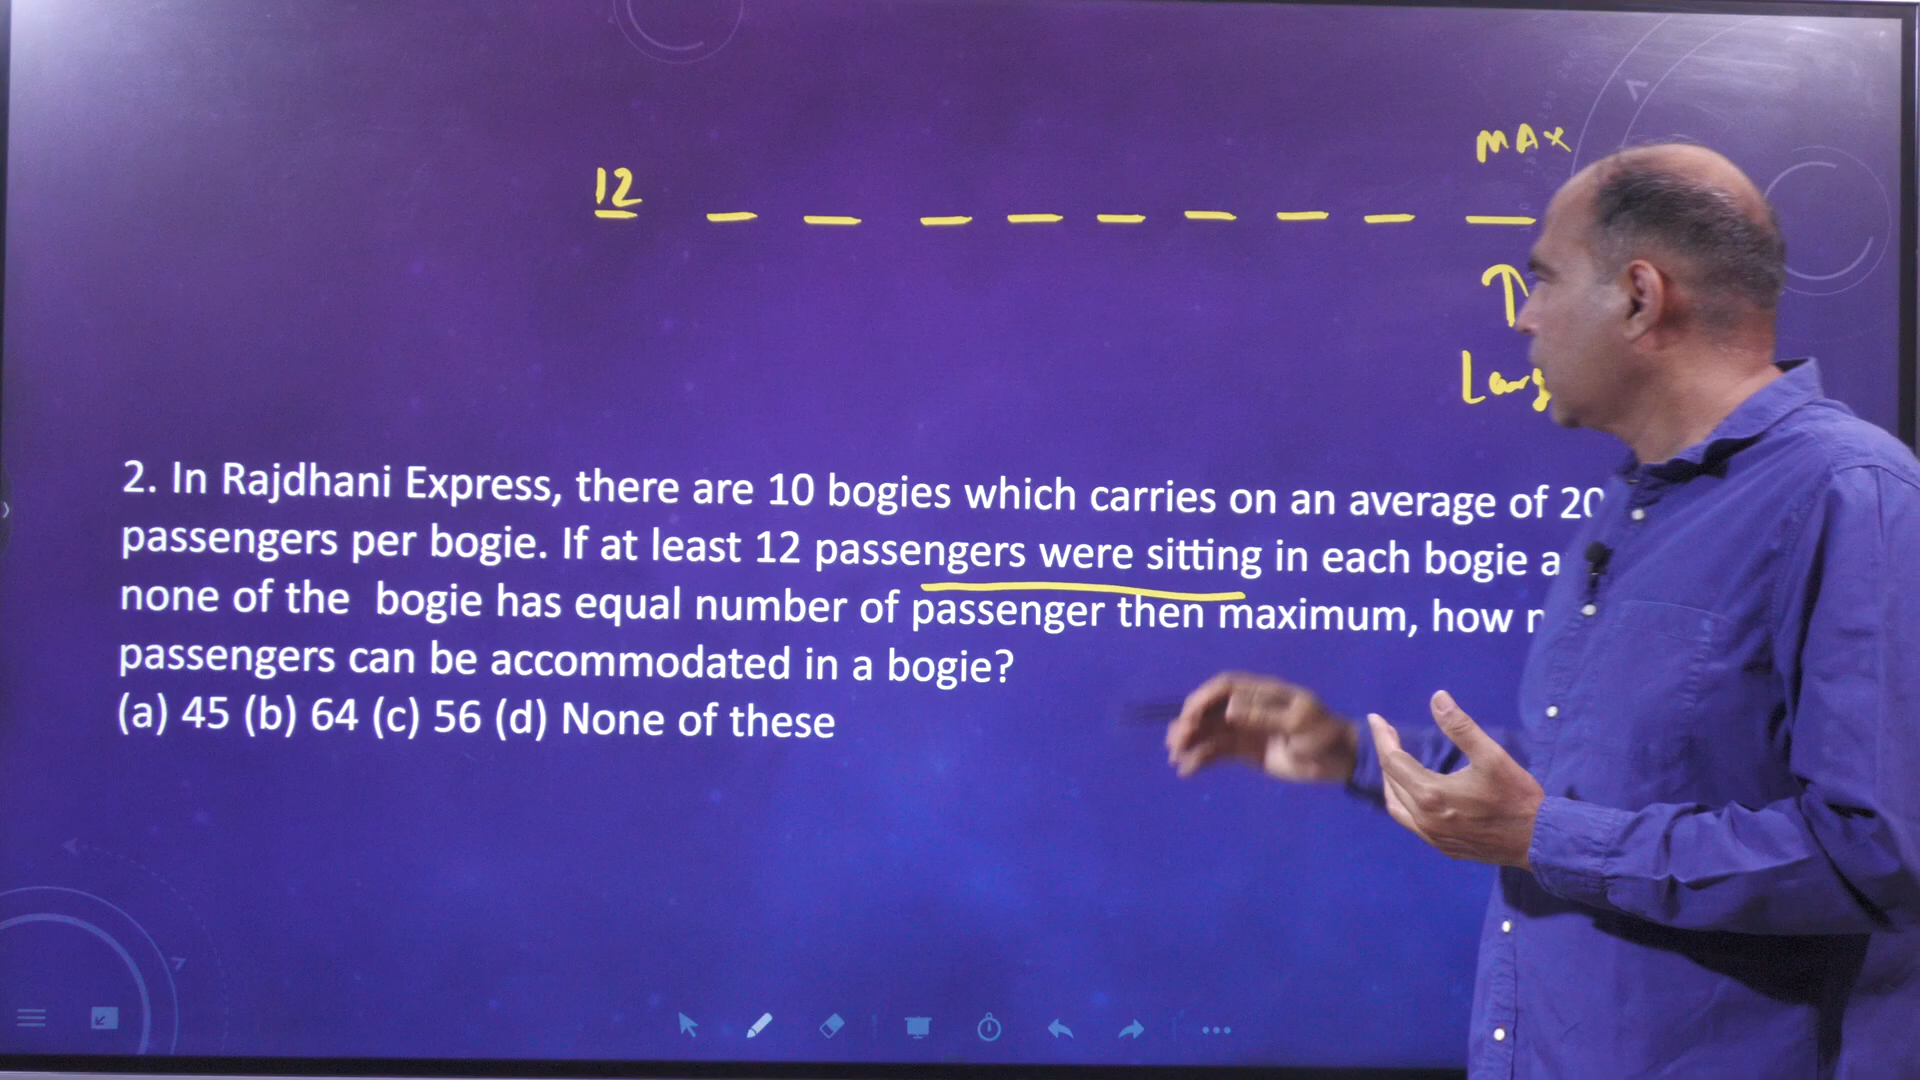 MAX
12
2. In Rajdhani Express, there are 10 bogies which carries on an average of 20
passengers per bogie. If at least 12 passengers were sitting in each bogie
none of the bogie has equal number of passenger then maximum, how
passengers can be accommodated in a bogie?
(a) 45 (b) 64 (c) 56 (d) None of these